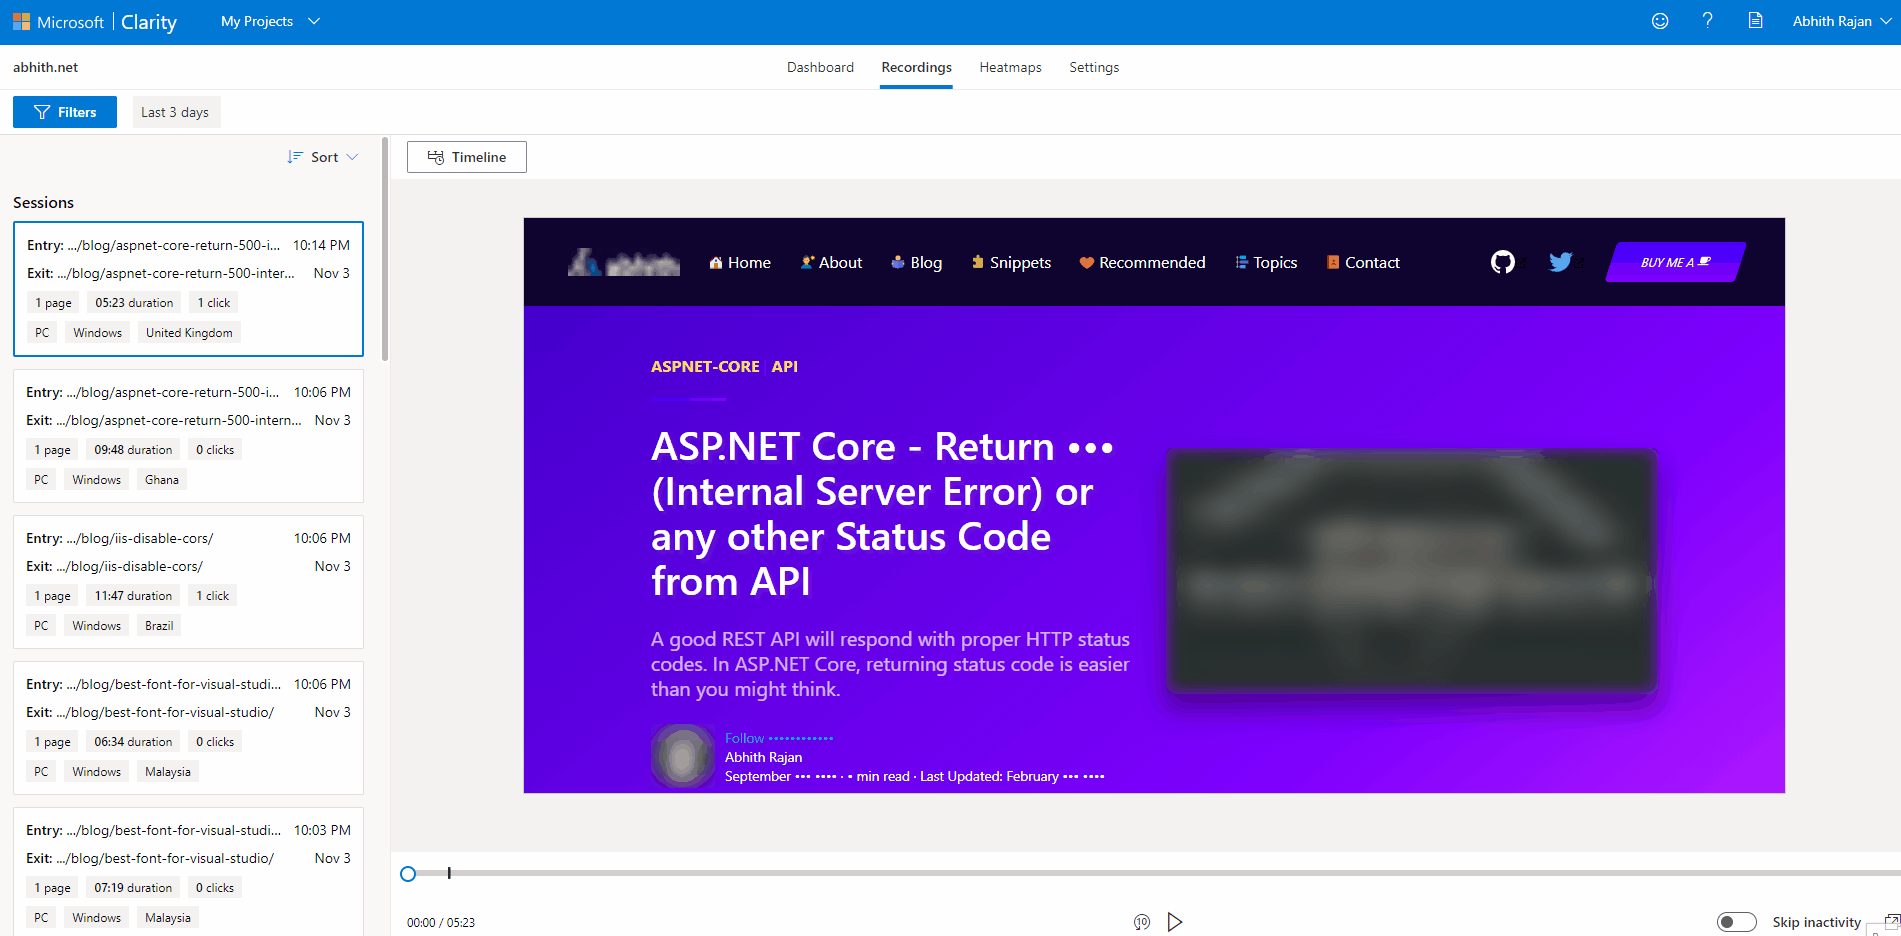 Microsoft | Clarity
My Projects
?
Abhith Rajan
abhith.net
Dashboard
Recordings
Heatmaps
Settings
Filters
Last 3 days
Sort
Sessions
Entry: .../blog/aspnet-core-return-500-i... 10:14 PM
Exit: .../blog/aspnet-core-return-500-inter... Nov 3
1 page 05:23 duration 1 click
PC Windows United Kingdom
Entry: .../blog/aspnet-core-return-500-i... 10:06 PM
Exit: .../blog/aspnet-core-return-500-intern... Nov 3
1 page 09:48 duration 0 clicks
PC Windows Ghana
Entry: .../blog/iis-disable-cors/ 10:06 PM
Exit: .../blog/iis-disable-cors/ Nov 3
1 page 11:47 duration 1 click
PC Windows Brazil
Entry: .../blog/best-font-for-visual-studi... 10:06 PM
Exit: .../blog/best-font-for-visual-studio/ Nov 3
1 page 06:34 duration 0 clicks
PC Windows Malaysia
Entry: .../blog/best-font-for-visual-studi... 10:03 PM
Exit: .../blog/best-font-for-visual-studio/ Nov 3
1 page 07:19 duration 0 clicks
PC Windows Malaysia
Timeline
Home About Blog Snippets Recommended Topics Contact
BUY ME A
ASPNET-CORE API
ASP.NET Core - Return •••
(Internal Server Error) or
any other Status Code
from API
A good REST API will respond with proper HTTP status
codes. In ASP.NET Core, returning status code is easier
than you might think.
Follow ••••••••••••
Abhith Rajan
September ••• •••• · • min read · Last Updated: February ••• ••••
00:00 / 05:23
10
Skip inactivity